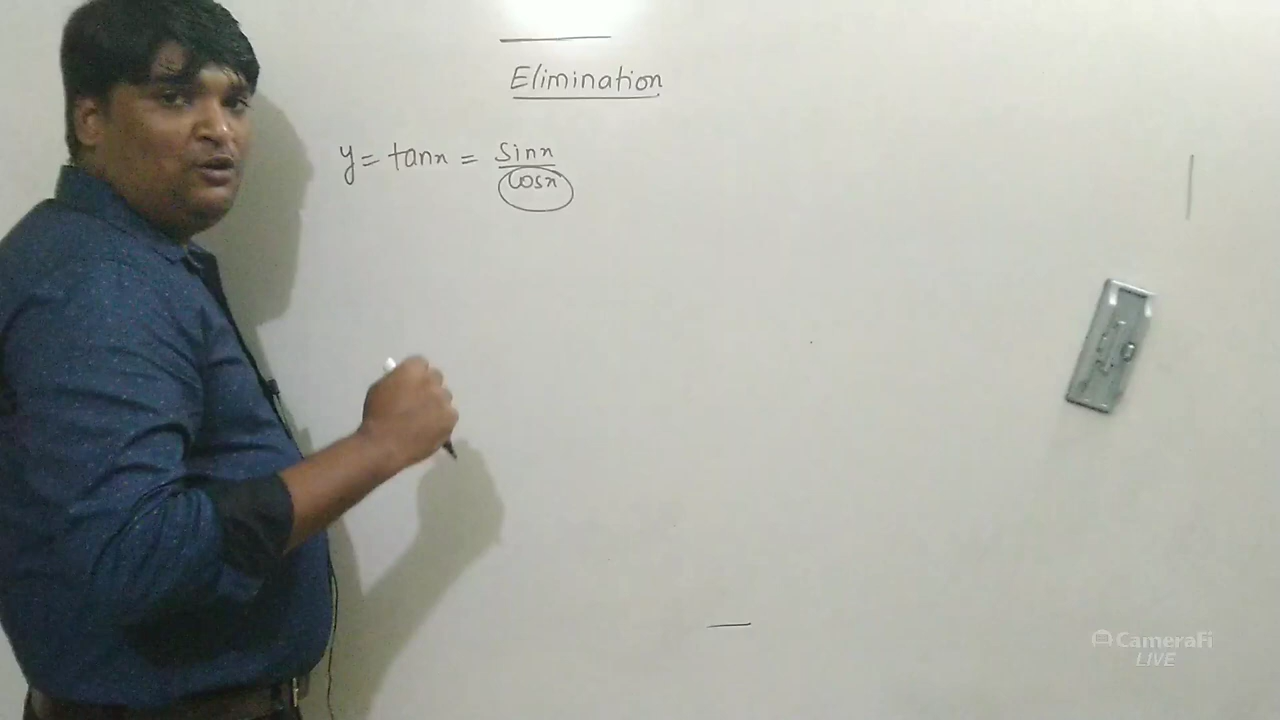 Elimination
y = tanx = sinx / cosx
CameraFi
LIVE